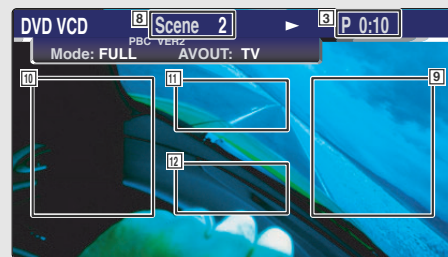 DVD VCD 8 Scene 2 ► 3 P 0:10
PBC VER2
Mode: FULL AVOUT: TV
10 11 9
12